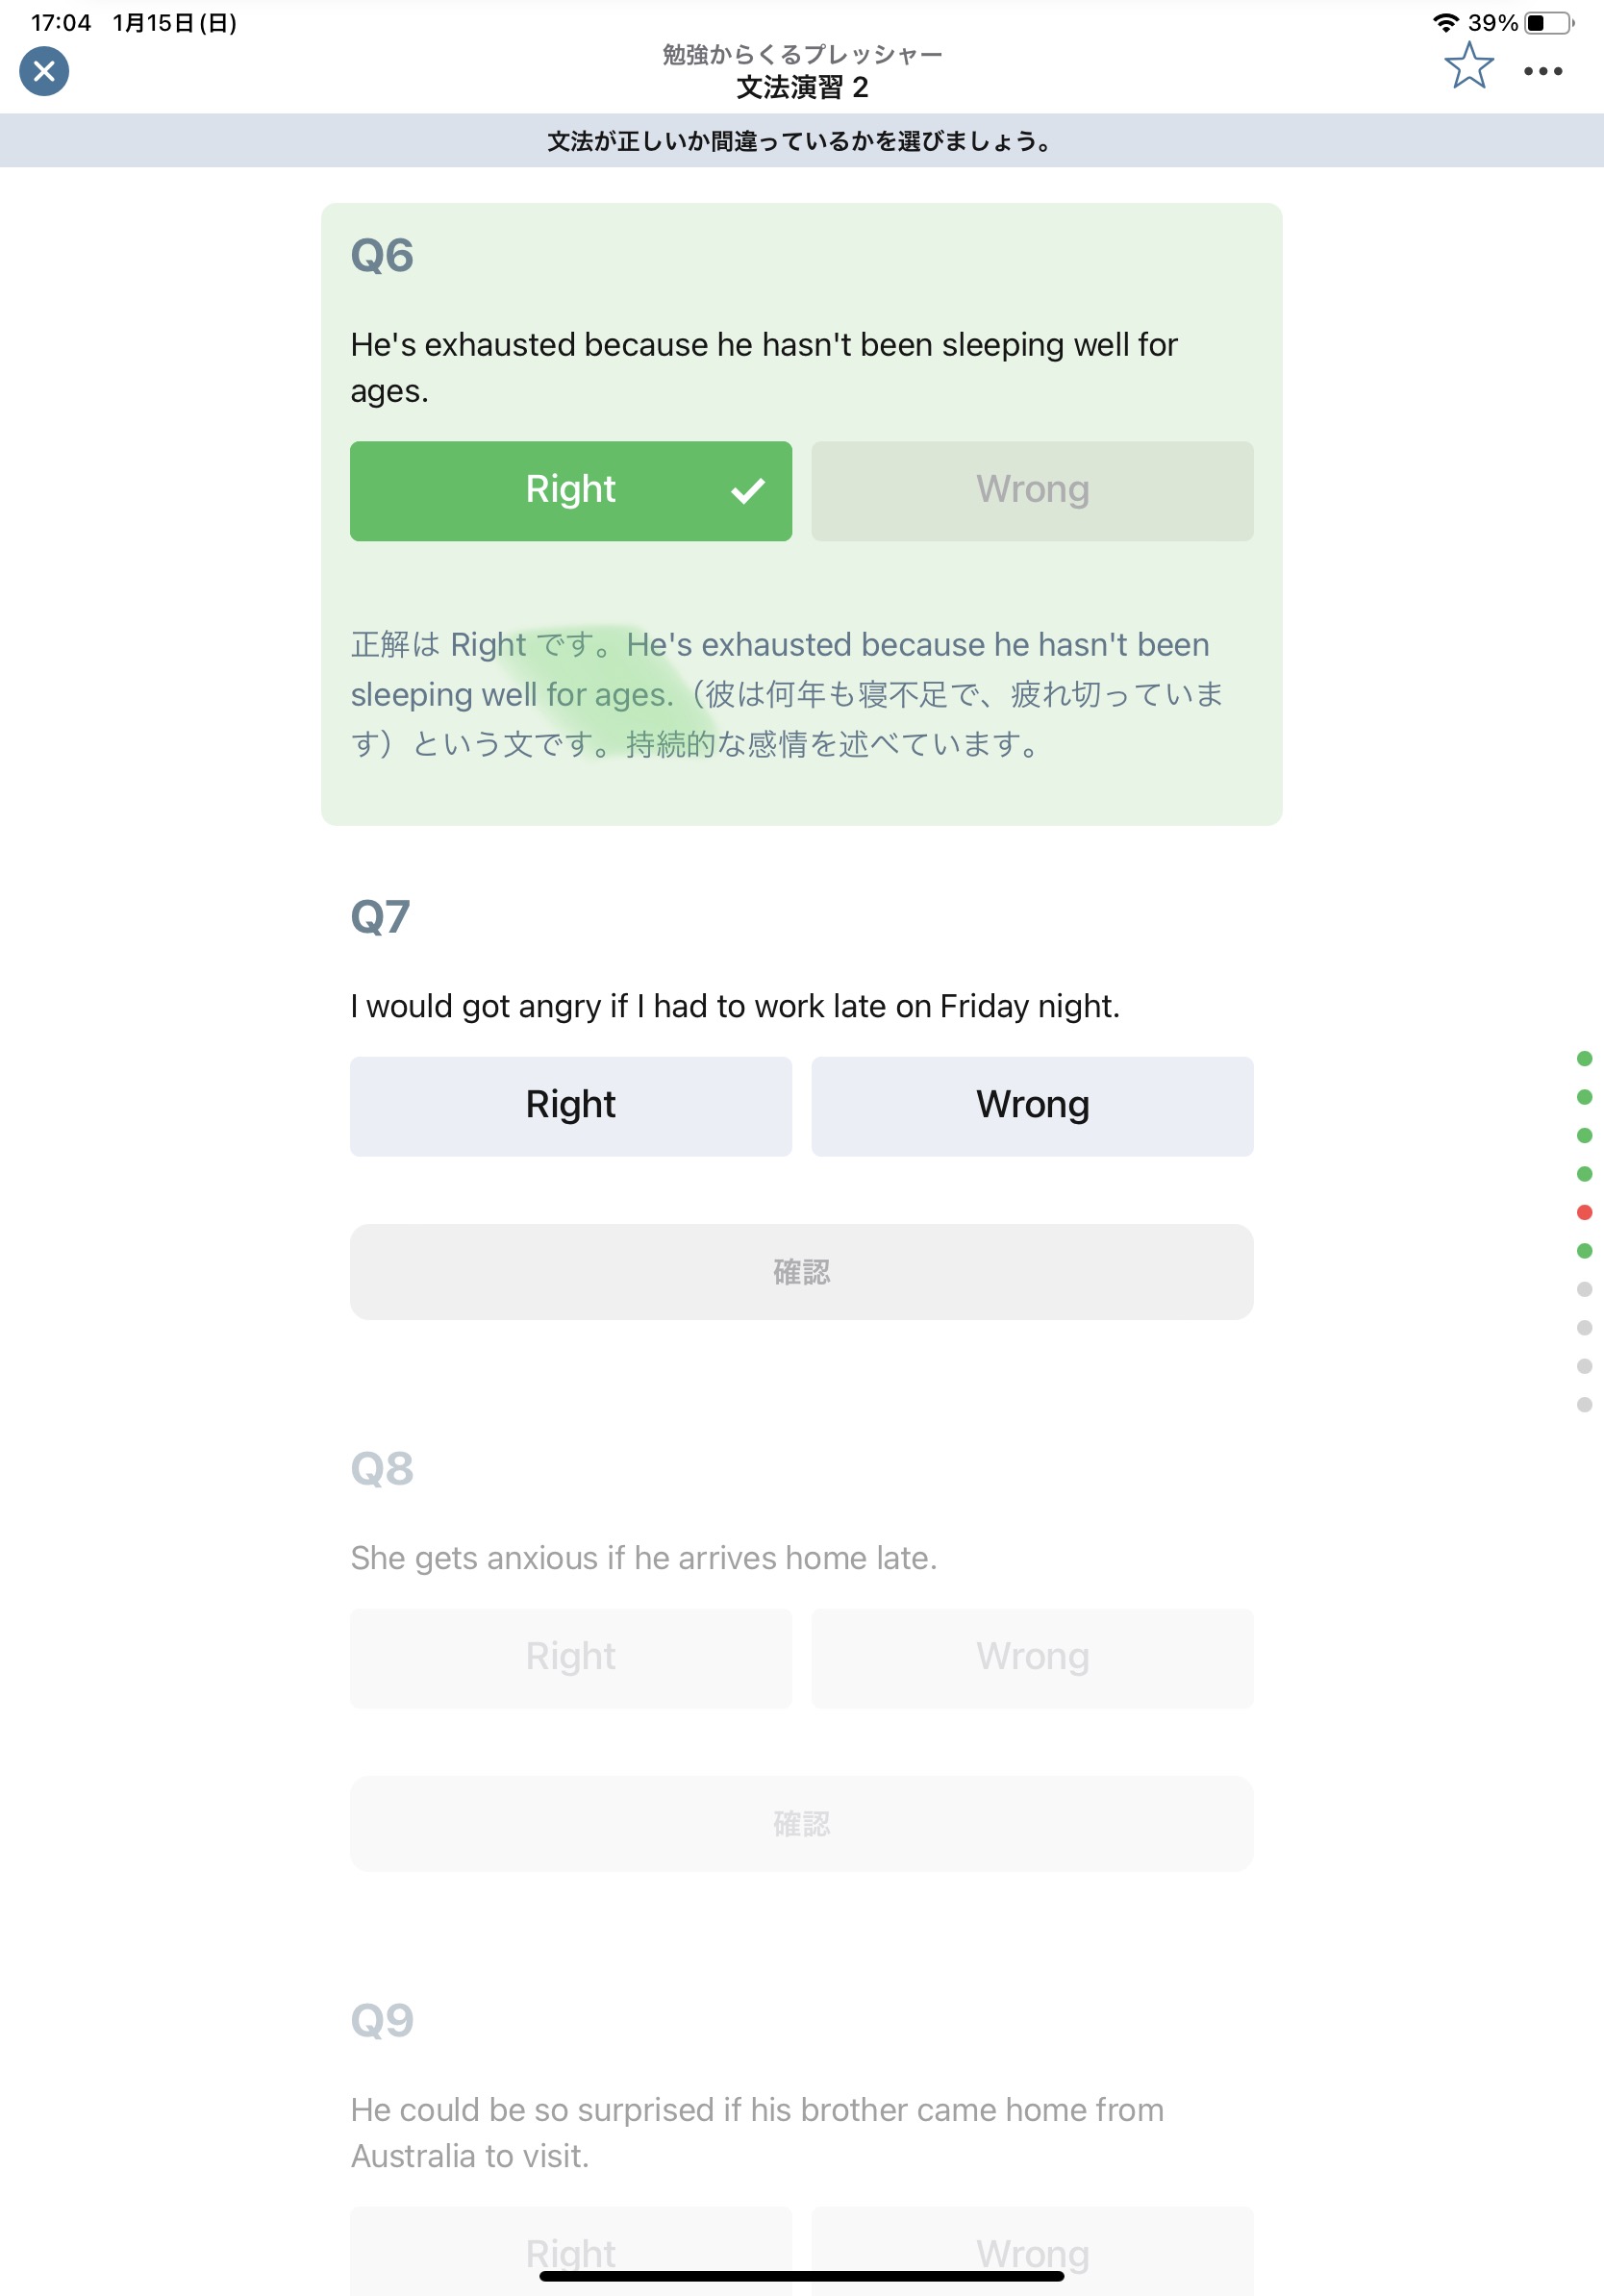 17:04 1月15日(日)
39%
勉強からくるプレッシャー
文法演習 2
文法が正しいか間違っているかを選びましょう。
Q6
He's exhausted because he hasn't been sleeping well for
ages.
Right Wrong
正解は Right です。He's exhausted because he hasn't been
sleeping well for ages.（彼は何年も寝不足で、疲れ切っていま
す）という文です。持続的な感情を述べています。
Q7
I would got angry if I had to work late on Friday night.
Right Wrong
確認
Q8
She gets anxious if he arrives home late.
Right Wrong
確認
Q9
He could be so surprised if his brother came home from
Australia to visit.
Right Wrong